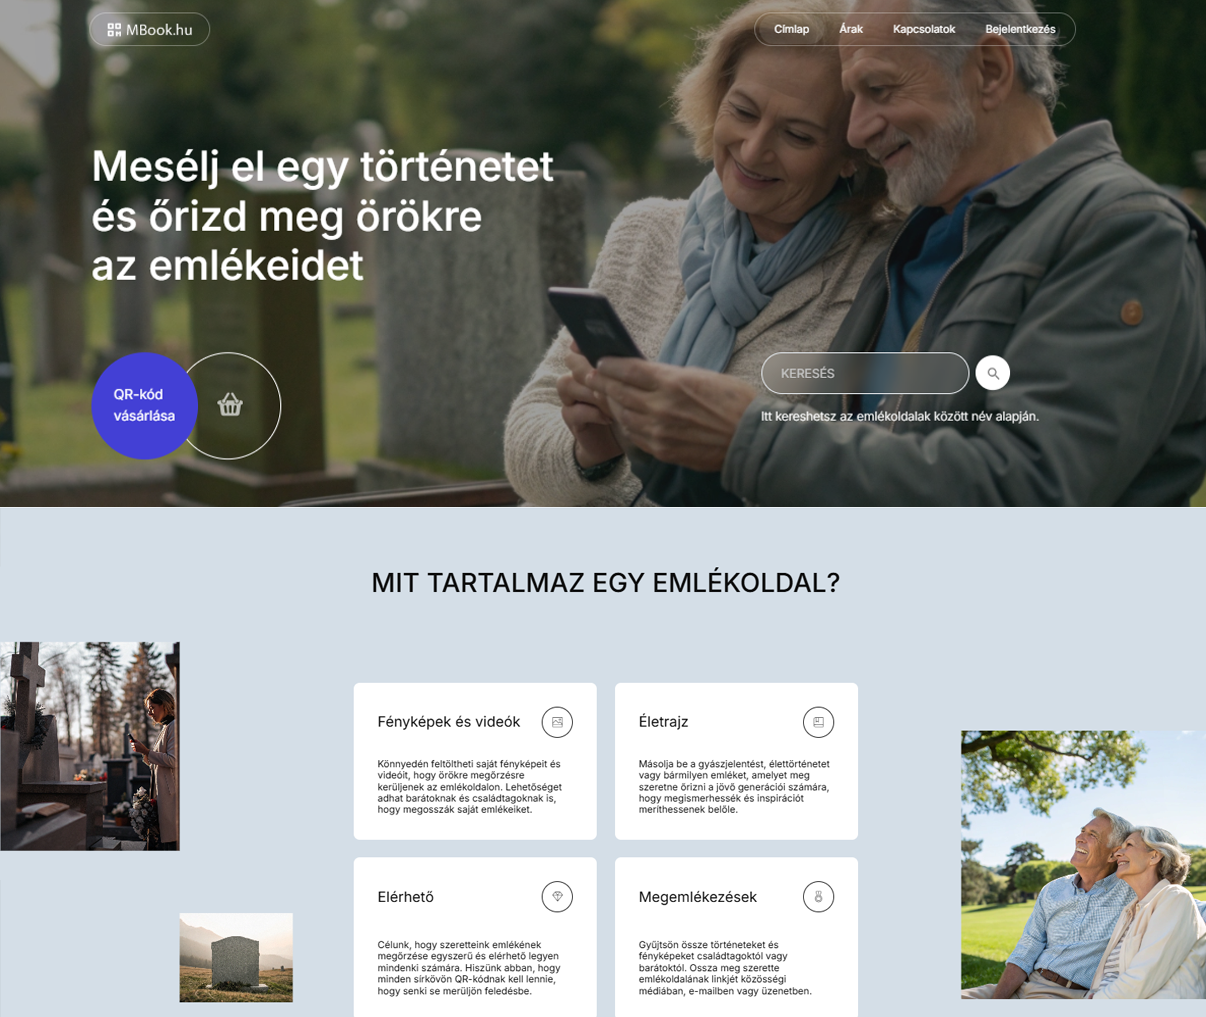 MBook.hu
Címlap
Árak
Kapcsolatok
Bejelentkezés
Mesélj el egy történetet
és őrizd meg örökre
az emlékeidet
QR-kód
vásárlása
KERESÉS
Itt kereshetsz az emlékoldalak között név alapján.
MIT TARTALMAZ EGY EMLÉKOLDAL?
Fényképek és videók
Könnyedén feltöltheti saját fényképeit és
videóit, hogy örökre megőrzésre
kerüljenek az emlékoldalon. Lehetőséget
adhat barátoknak és családtagoknak is,
hogy megosszák saját emlékeiket.
Életrajz
Másolja be a gyászjelentést, élettörténetet
vagy bármilyen emléket, amelyet meg
szeretne őrizni a jövő generációi számára,
hogy megismerhessék és inspirációt
meríthessenek belőle.
Elérhető
Célunk, hogy szeretteink emlékének
megőrzése egyszerű és elérhető legyen
mindenki számára. Hiszünk abban, hogy
minden sírkövön QR-kódnak kell lennie,
hogy senki se merüljön feledésbe.
Megemlékezések
Gyűjtsön össze történeteket és
fényképeket családtagoktól vagy
barátoktól. Ossza meg szerette
emlékoldalának linkjét közösségi
médiában, e-mailben vagy üzenetben.